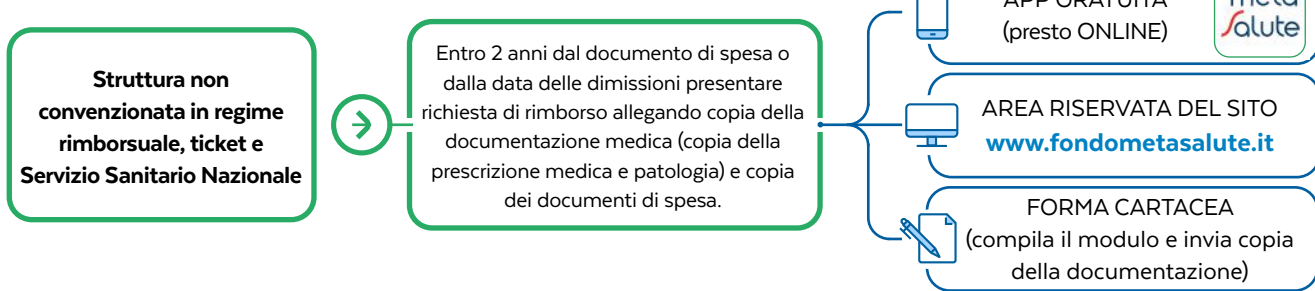 Struttura non
convenzionata in regime
rimborsuale, ticket e
Servizio Sanitario Nazionale
Entro 2 anni dal documento di spesa o
dalla data delle dimissioni presentare
richiesta di rimborso allegando copia della
documentazione medica (copia della
prescrizione medica e patologia) e copia
dei documenti di spesa.
APP GRATUITA
(presto ONLINE)
meta
Salute
AREA RISERVATA DEL SITO
www.fondometasalute.it
FORMA CARTACEA
(compila il modulo e invia copia
della documentazione)